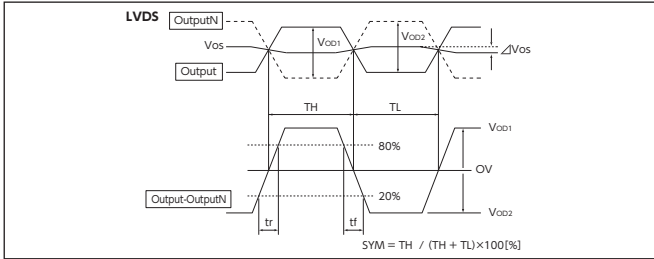 LVDS
OutputN
Vos
Output
VOD1
VOD2
⊿Vos
TH
TL
80%
20%
VOD1
OV
VOD2
Output-OutputN
tr
tf
SYM = TH / (TH + TL)×100[%]